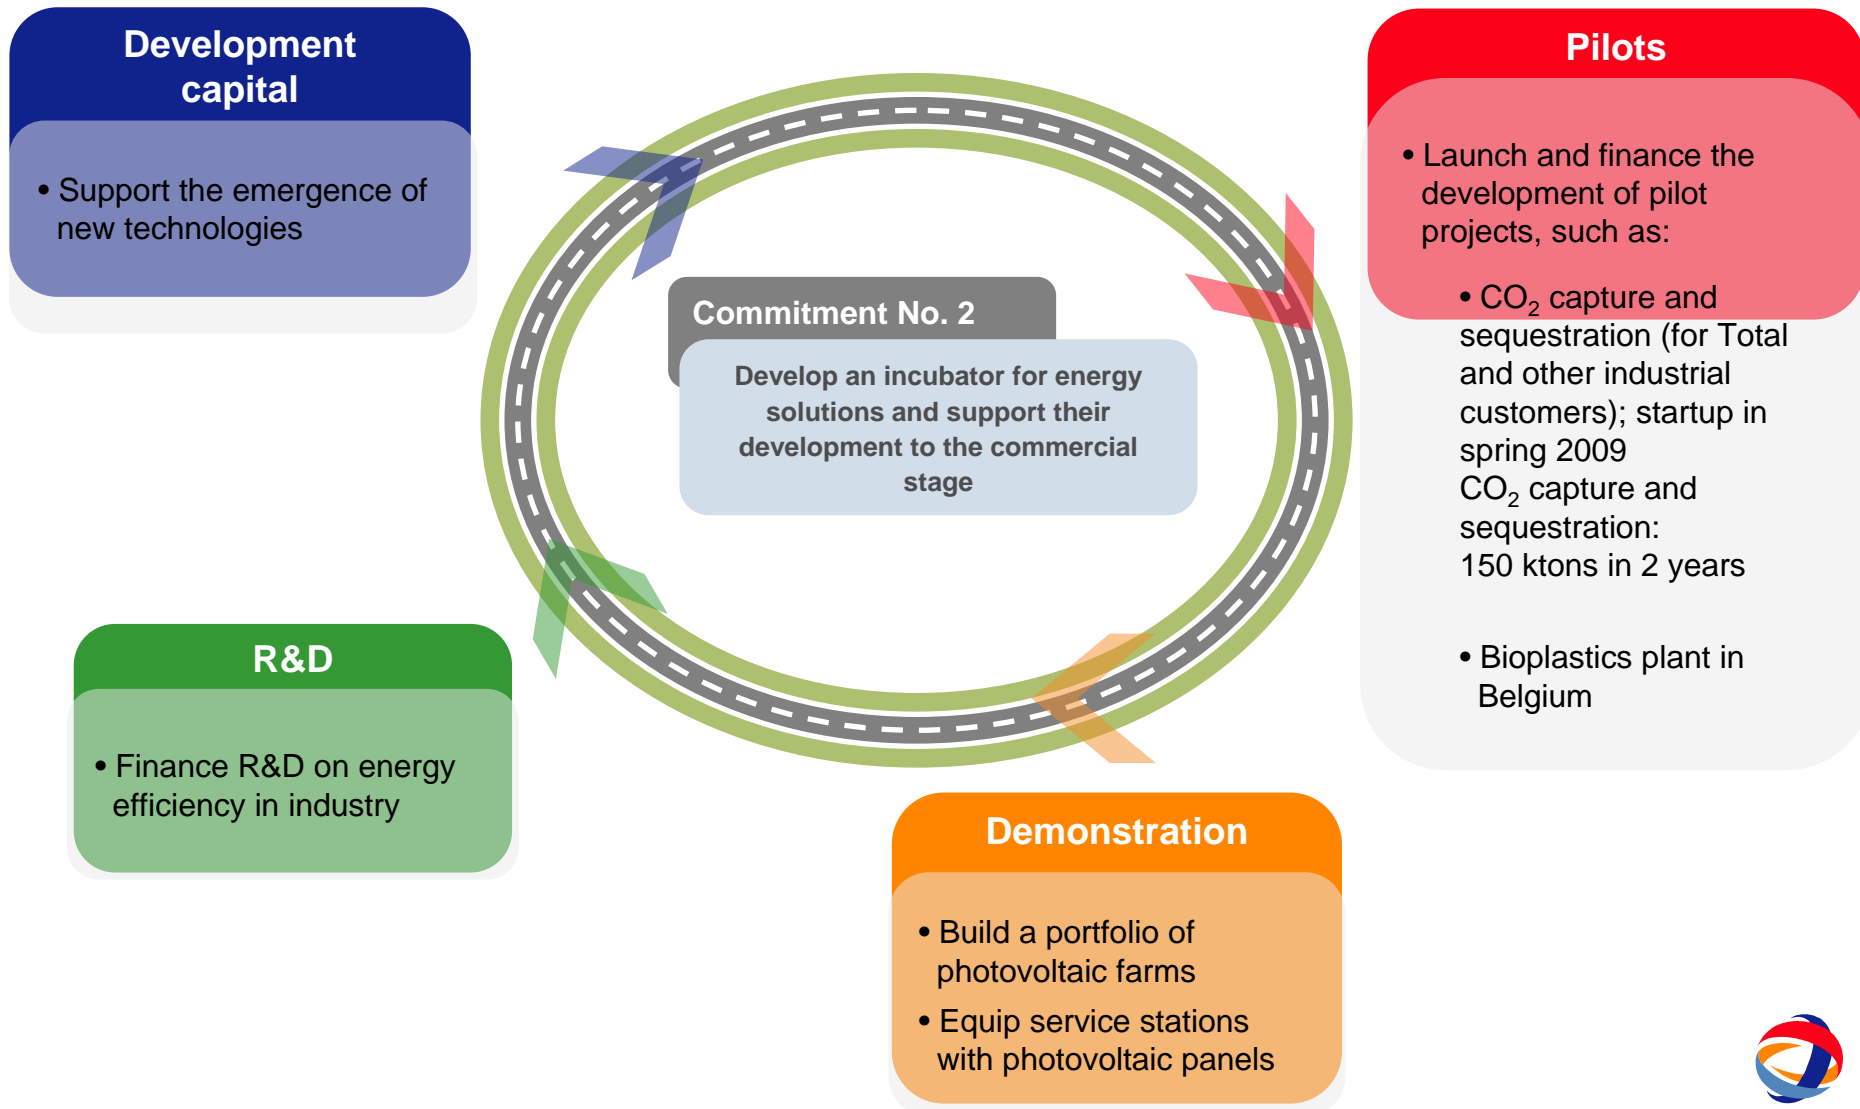 Development
capital
• Support the emergence of
new technologies
Pilots
• Launch and finance the
development of pilot
projects, such as:
• CO₂ capture and
sequestration (for Total
and other industrial
customers); startup in
spring 2009
CO₂ capture and
sequestration:
150 ktons in 2 years
• Bioplastics plant in
Belgium
Commitment No. 2
Develop an incubator for energy
solutions and support their
development to the commercial
stage
R&D
• Finance R&D on energy
efficiency in industry
Demonstration
• Build a portfolio of
photovoltaic farms
• Equip service stations
with photovoltaic panels